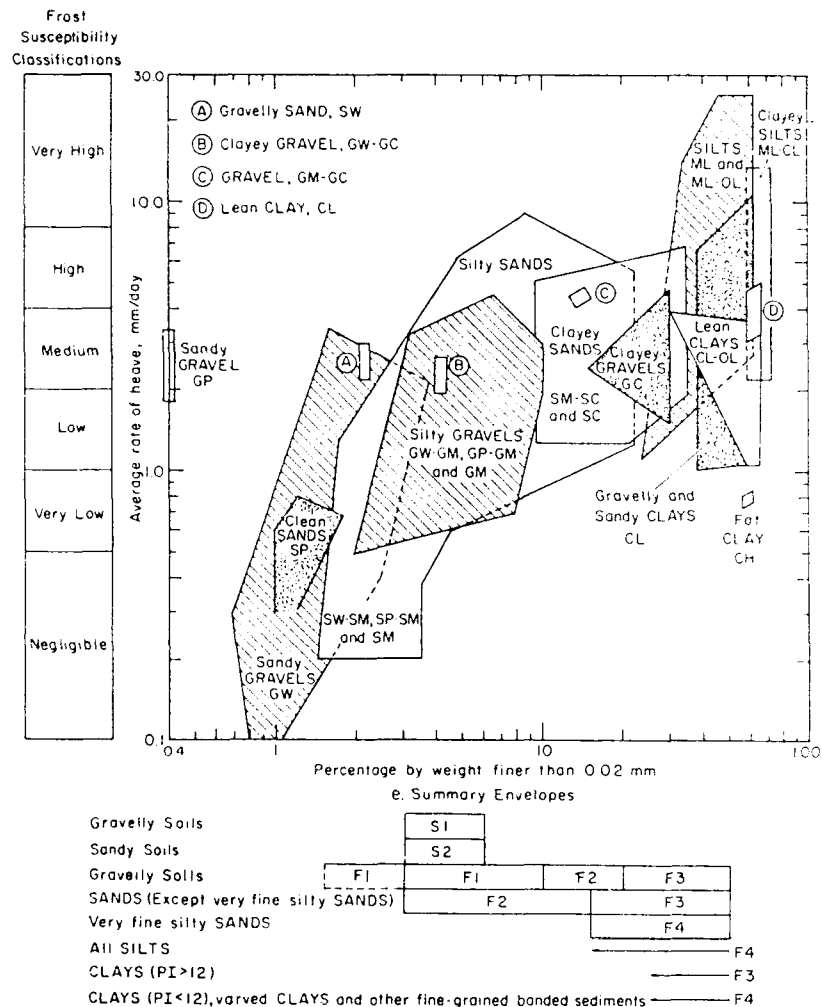 Frost
Susceptibility
Classifications
Very High
High
Medium
Low
Very Low
Negligible
Average rate of heave, mm/day
30.0
10.0
1.0
0.1
Ⓐ Gravelly SAND, SW
Ⓑ Clayey GRAVEL, GW-GC
Ⓒ GRAVEL, GM-GC
Ⓓ Lean CLAY, CL
Sandy
GRAVEL
GP
Ⓐ
Ⓑ
Ⓒ
Ⓓ
Silty SANDS
SILTS
ML and
ML-OL
Clayey
SILTS
ML-CL
Clayey
SANDS
SM-SC
and SC
Clayey
GRAVELS
GC
Lean
CLAYS
CL-OL
Silty GRAVELS
GW-GM, GP-GM
and GM
Gravelly and
Sandy CLAYS
CL
Fat
CLAY
CH
Clean
SANDS
SP
SW-SM, SP-SM
and SM
Sandy
GRAVELS
GW
0.4
1
10
100
Percentage by weight finer than 0.02 mm
e. Summary Envelopes
Gravelly Soils S1
Sandy Soils S2
Gravelly Soils F1 F1 F2 F3
SANDS (Except very fine silty SANDS) F2 F3
Very fine silty SANDS F4
All SILTS F4
CLAYS (PI>12) F3
CLAYS (PI<12), varved CLAYS and other fine-grained banded sediments F4